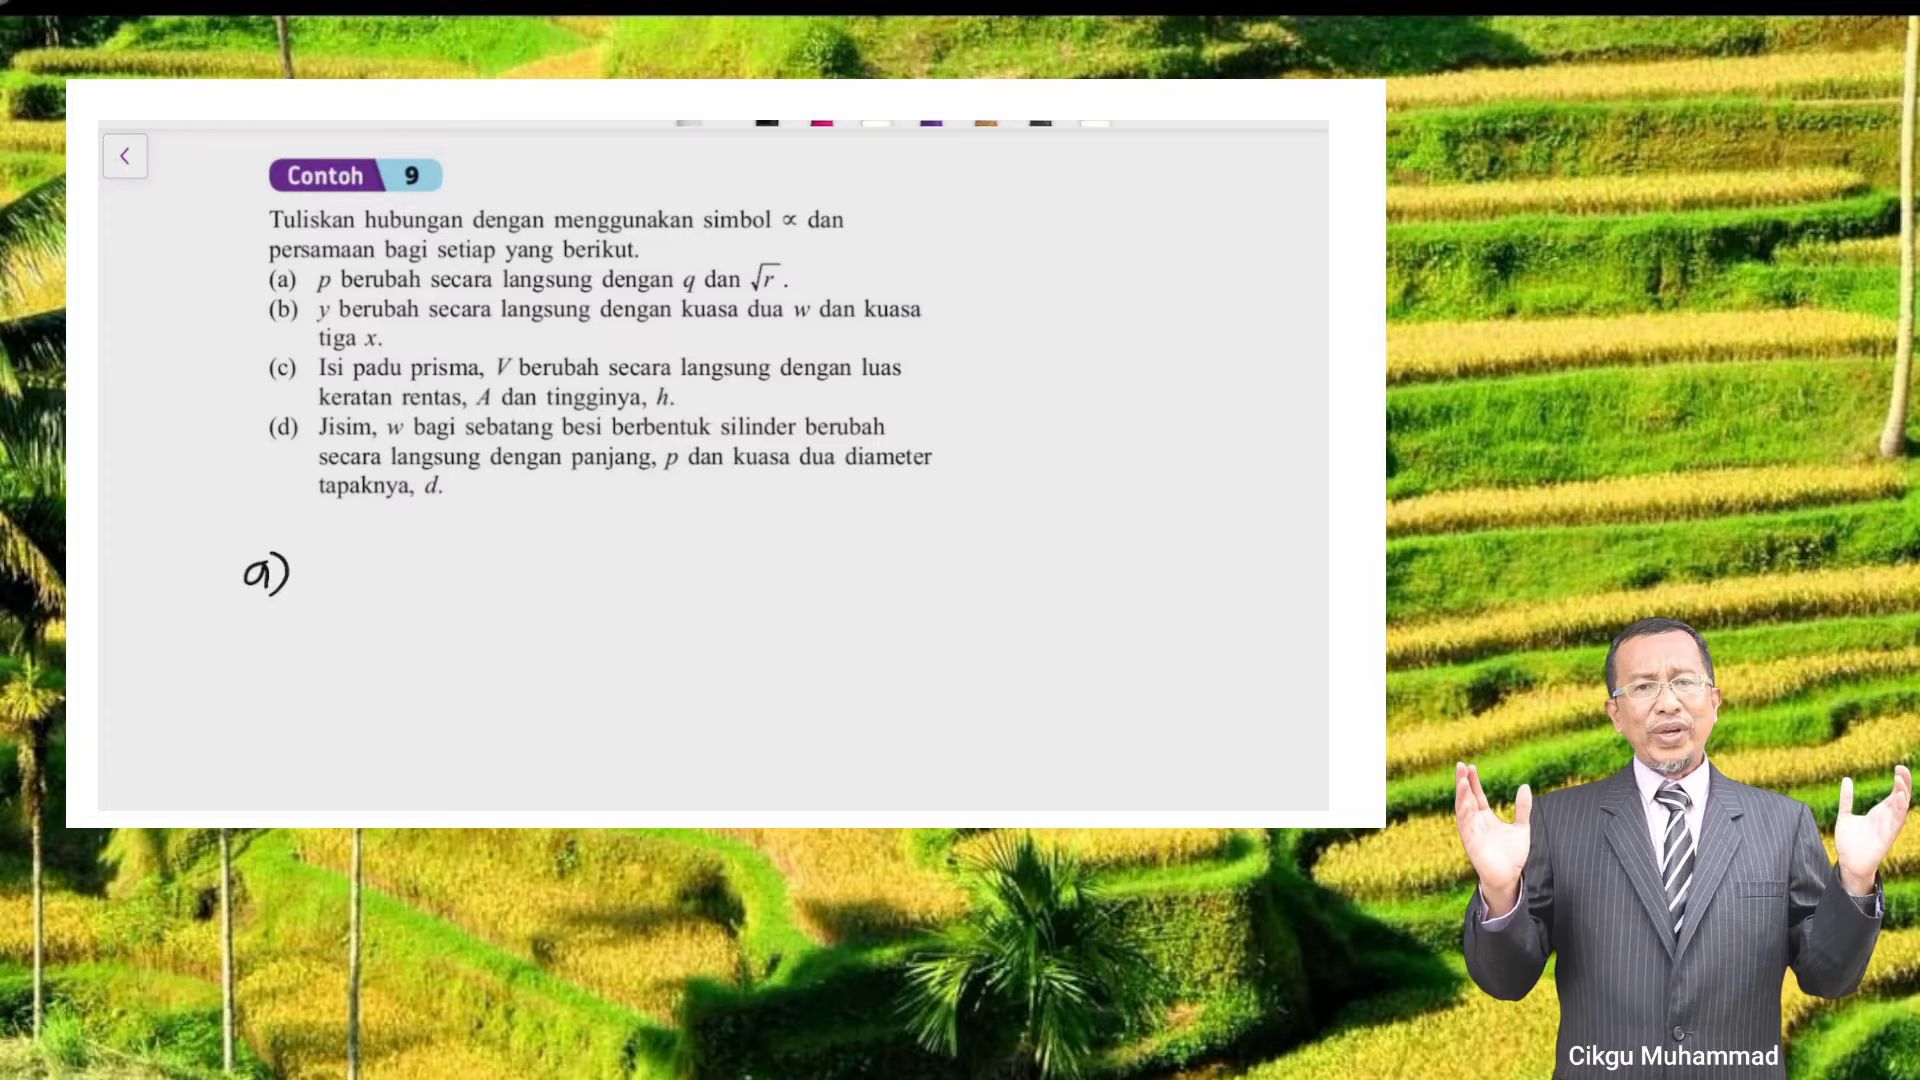 Contoh 9
Tuliskan hubungan dengan menggunakan simbol ∝ dan
persamaan bagi setiap yang berikut.
(a) p berubah secara langsung dengan q dan √r .
(b) y berubah secara langsung dengan kuasa dua w dan kuasa
tiga x.
(c) Isi padu prisma, V berubah secara langsung dengan luas
keratan rentas, A dan tingginya, h.
(d) Jisim, w bagi sebatang besi berbentuk silinder berubah
secara langsung dengan panjang, p dan kuasa dua diameter
tapaknya, d.
a)
Cikgu Muhammad